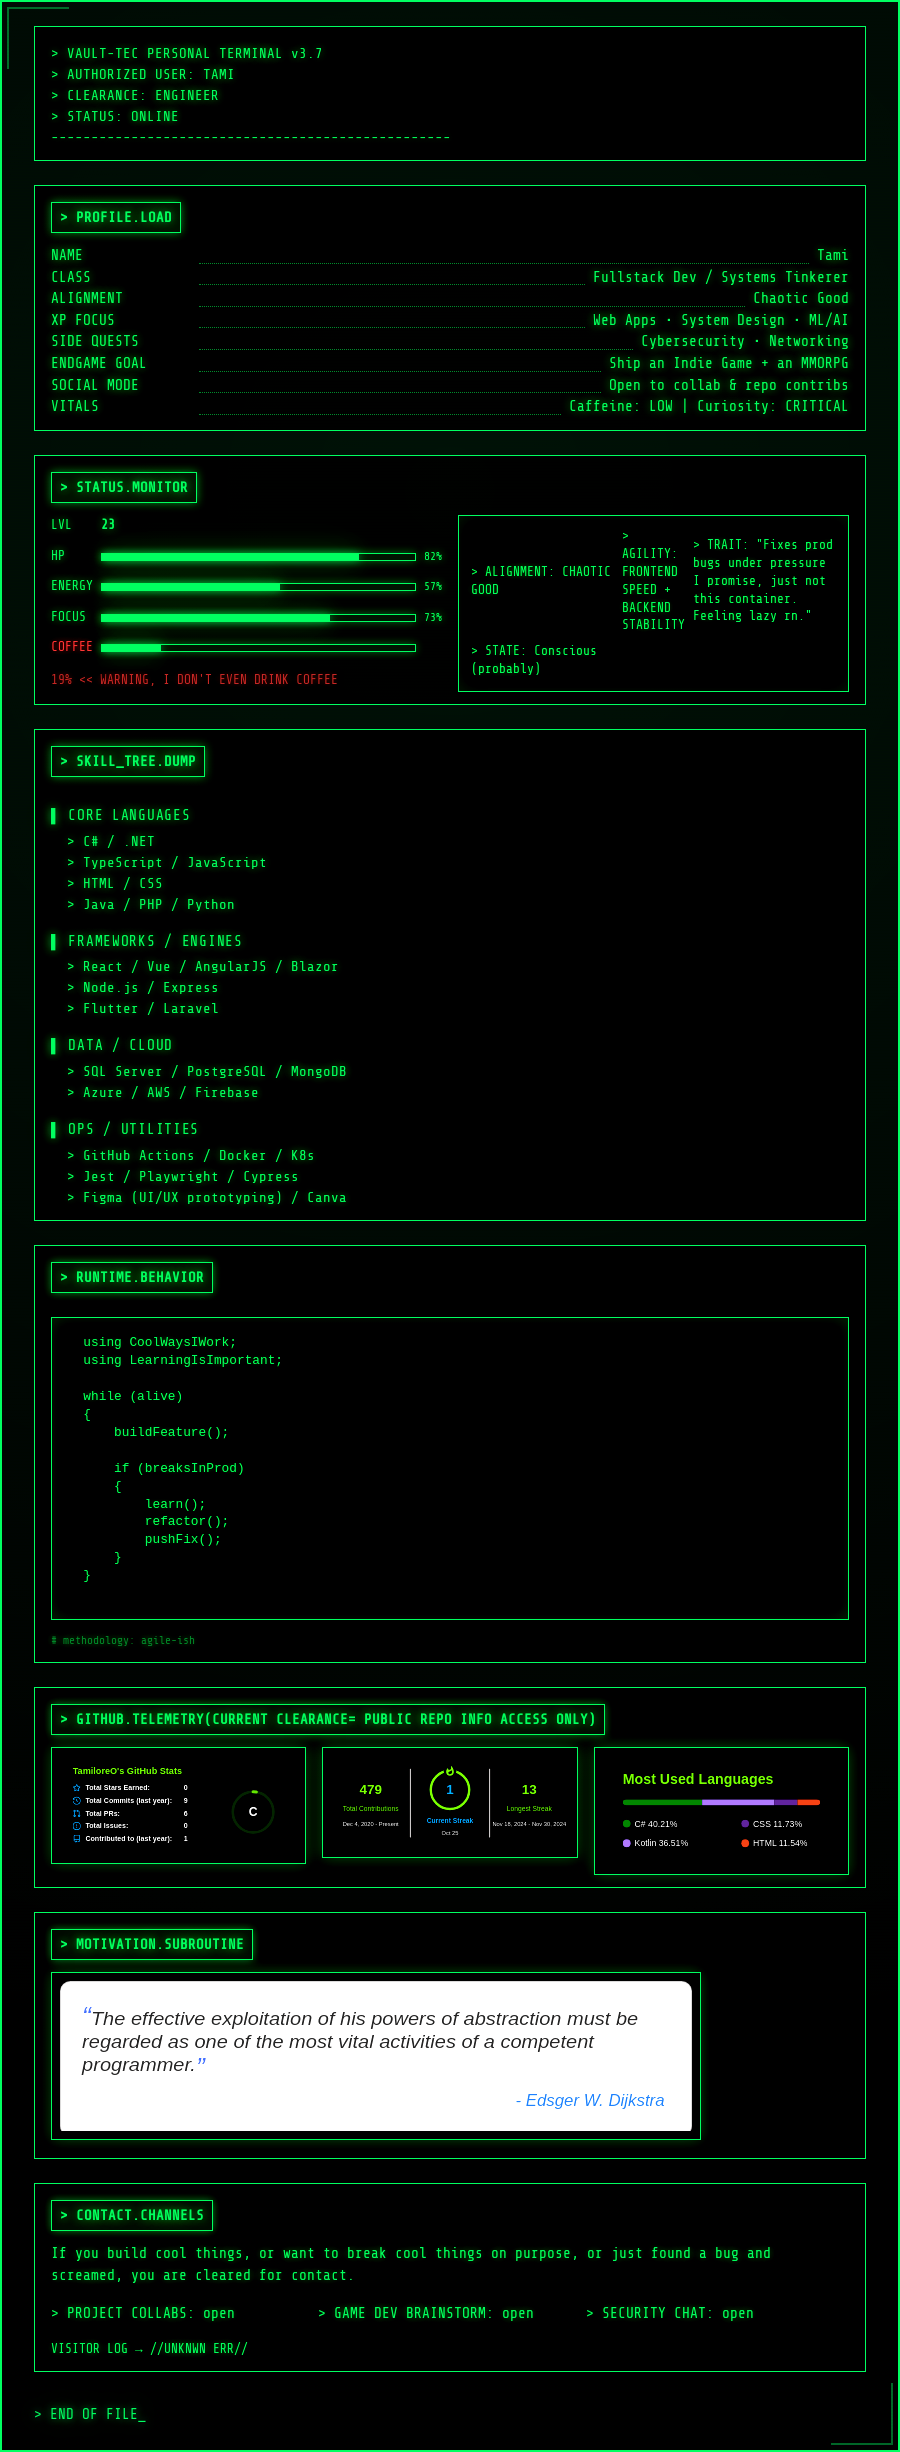 > VAULT-TEC PERSONAL TERMINAL v3.7
> AUTHORIZED USER: TAMI
> CLEARANCE: ENGINEER
> STATUS: ONLINE
--------------------------------------------------
> PROFILE.LOAD
NAME Tami
CLASS Fullstack Dev / Systems Tinkerer
ALIGNMENT Chaotic Good
XP FOCUS Web Apps · System Design · ML/AI
SIDE QUESTS Cybersecurity · Networking
ENDGAME GOAL Ship an Indie Game + an MMORPG
SOCIAL MODE Open to collab & repo contribs
VITALS Caffeine: LOW | Curiosity: CRITICAL
> STATUS.MONITOR
LVL 23
HP 82%
ENERGY 57%
FOCUS 73%
COFFEE
19% << WARNING, I DON'T EVEN DRINK COFFEE
> ALIGNMENT: CHAOTIC
GOOD
>
AGILITY:
FRONTEND
SPEED +
BACKEND
STABILITY
> TRAIT: "Fixes prod
bugs under pressure
I promise, just not
this container.
Feeling lazy rn."
> STATE: Conscious
(probably)
> SKILL_TREE.DUMP
CORE LANGUAGES
> C# / .NET
> TypeScript / JavaScript
> HTML / CSS
> Java / PHP / Python
FRAMEWORKS / ENGINES
> React / Vue / AngularJS / Blazor
> Node.js / Express
> Flutter / Laravel
DATA / CLOUD
> SQL Server / PostgreSQL / MongoDB
> Azure / AWS / Firebase
OPS / UTILITIES
> GitHub Actions / Docker / K8s
> Jest / Playwright / Cypress
> Figma (UI/UX prototyping) / Canva
> RUNTIME.BEHAVIOR
using CoolWaysIWork;
using LearningIsImportant;
while (alive)
{
buildFeature();
if (breaksInProd)
{
learn();
refactor();
pushFix();
}
}
# methodology: agile-ish
> GITHUB.TELEMETRY(CURRENT CLEARANCE= PUBLIC REPO INFO ACCESS ONLY)
TamiloreO's GitHub Stats
Total Stars Earned: 0
Total Commits (last year): 9
Total PRs: 6
Total Issues: 0
Contributed to (last year): 1
C
479
Total Contributions
Dec 4, 2020 - Present
1
Current Streak
Oct 25
13
Longest Streak
Nov 18, 2024 - Nov 30, 2024
Most Used Languages
C# 40.21%
Kotlin 36.51%
CSS 11.73%
HTML 11.54%
> MOTIVATION.SUBROUTINE
“The effective exploitation of his powers of abstraction must be
regarded as one of the most vital activities of a competent
programmer.”
- Edsger W. Dijkstra
> CONTACT.CHANNELS
If you build cool things, or want to break cool things on purpose, or just found a bug and
screamed, you are cleared for contact.
> PROJECT COLLABS: open > GAME DEV BRAINSTORM: open > SECURITY CHAT: open
VISITOR LOG → //UNKNWN ERR//
> END OF FILE_